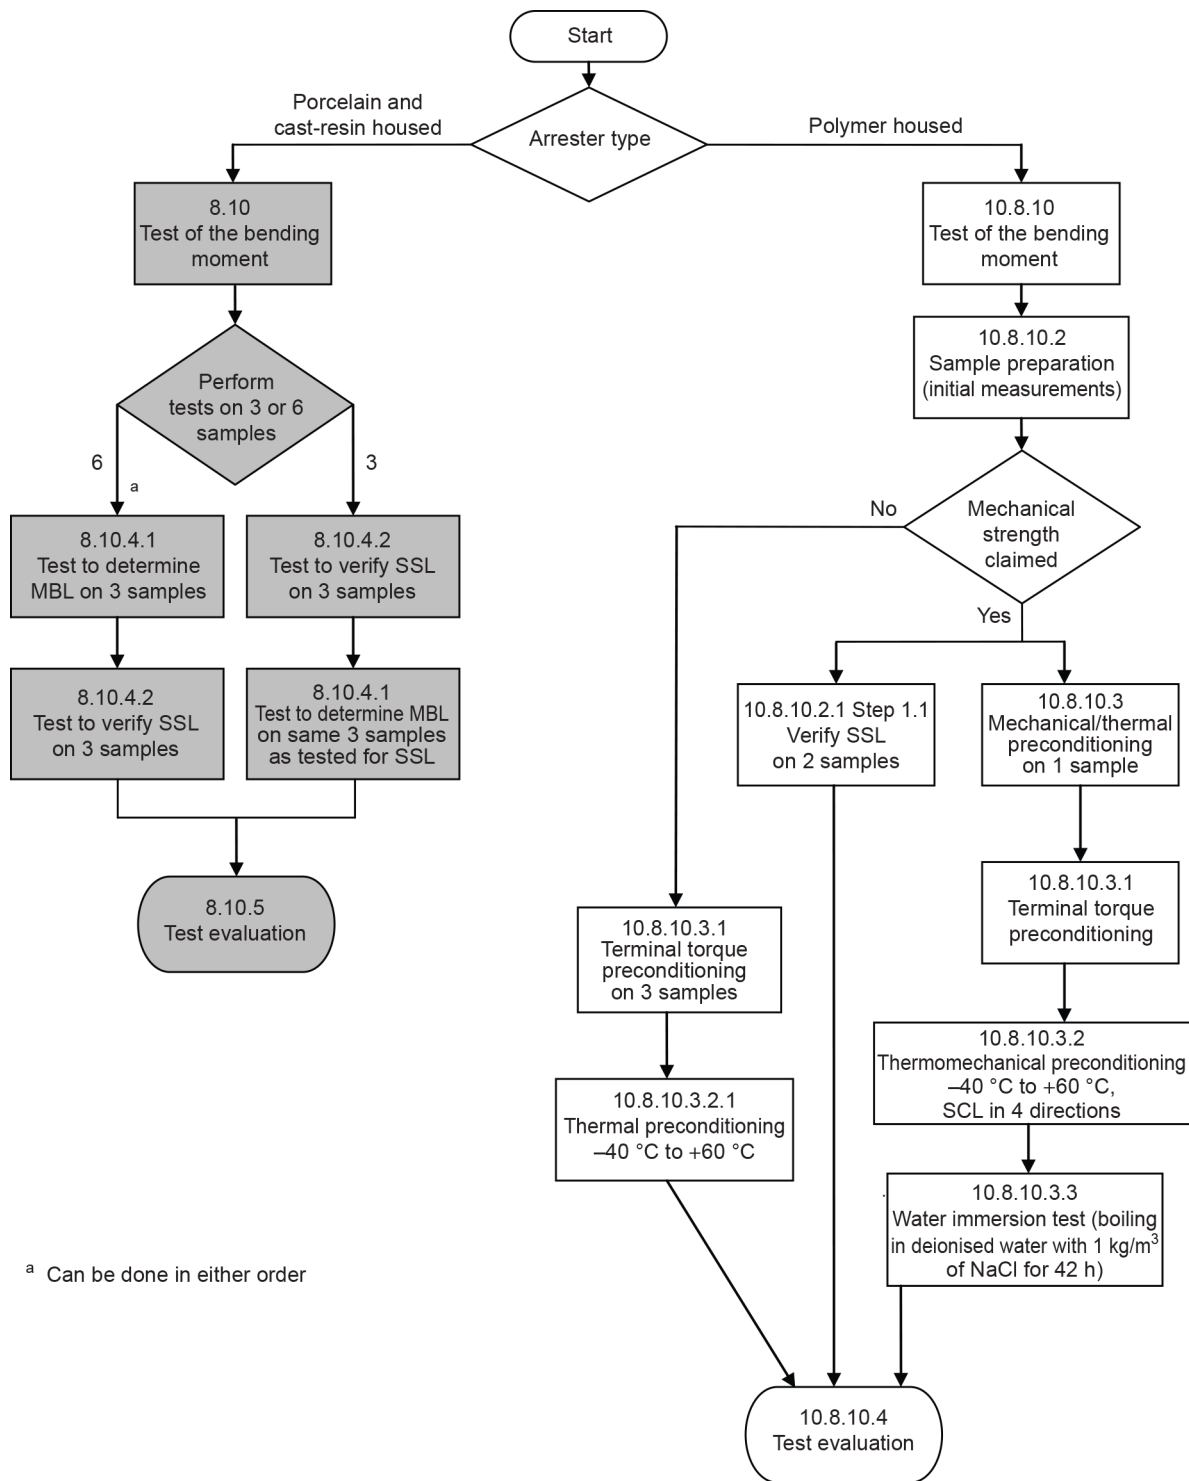 Start
Arrester type
Porcelain and
cast-resin housed
Polymer housed
8.10
Test of the bending
moment
Perform
tests on 3 or 6
samples
6
a
3
8.10.4.1
Test to determine
MBL on 3 samples
8.10.4.2
Test to verify SSL
on 3 samples
8.10.4.2
Test to verify SSL
on 3 samples
8.10.4.1
Test to determine MBL
on same 3 samples
as tested for SSL
8.10.5
Test evaluation
10.8.10
Test of the bending
moment
10.8.10.2
Sample preparation
(initial measurements)
Mechanical
strength
claimed
No
Yes
10.8.10.2.1 Step 1.1
Verify SSL
on 2 samples
10.8.10.3
Mechanical/thermal
preconditioning
on 1 sample
10.8.10.3.1
Terminal torque
preconditioning
10.8.10.3.1
Terminal torque
preconditioning
on 3 samples
10.8.10.3.2
Thermomechanical preconditioning
–40 °C to +60 °C,
SCL in 4 directions
10.8.10.3.2.1
Thermal preconditioning
–40 °C to +60 °C
10.8.10.3.3
Water immersion test (boiling
in deionised water with 1 kg/m³
of NaCl for 42 h)
10.8.10.4
Test evaluation
a Can be done in either order